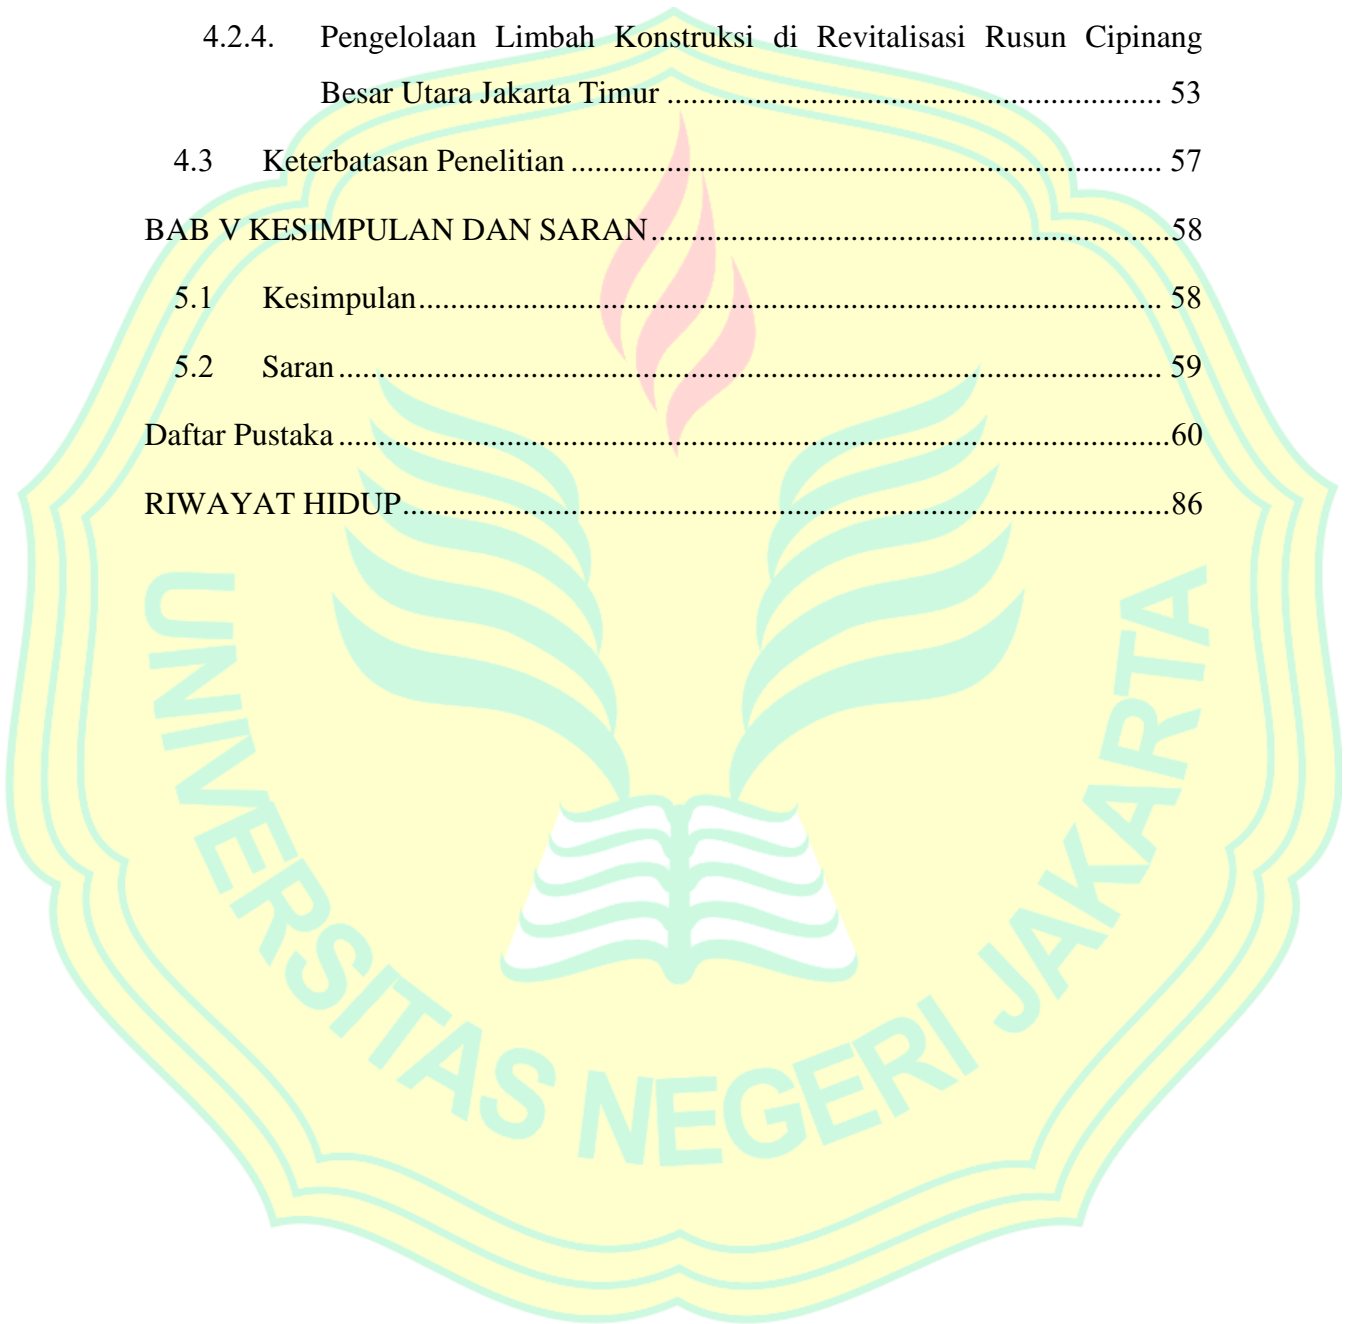 4.2.4. Pengelolaan Limbah Konstruksi di Revitalisasi Rusun Cipinang
Besar Utara Jakarta Timur ............................................................. 53
4.3 Keterbatasan Penelitian ......................................................................... 57
BAB V KESIMPULAN DAN SARAN ................................................................58
5.1 Kesimpulan ............................................................................................ 58
5.2 Saran ...................................................................................................... 59
Daftar Pustaka .......................................................................................................60
RIWAYAT HIDUP ...............................................................................................86
UNIVERSITAS NEGERI JAKARTA